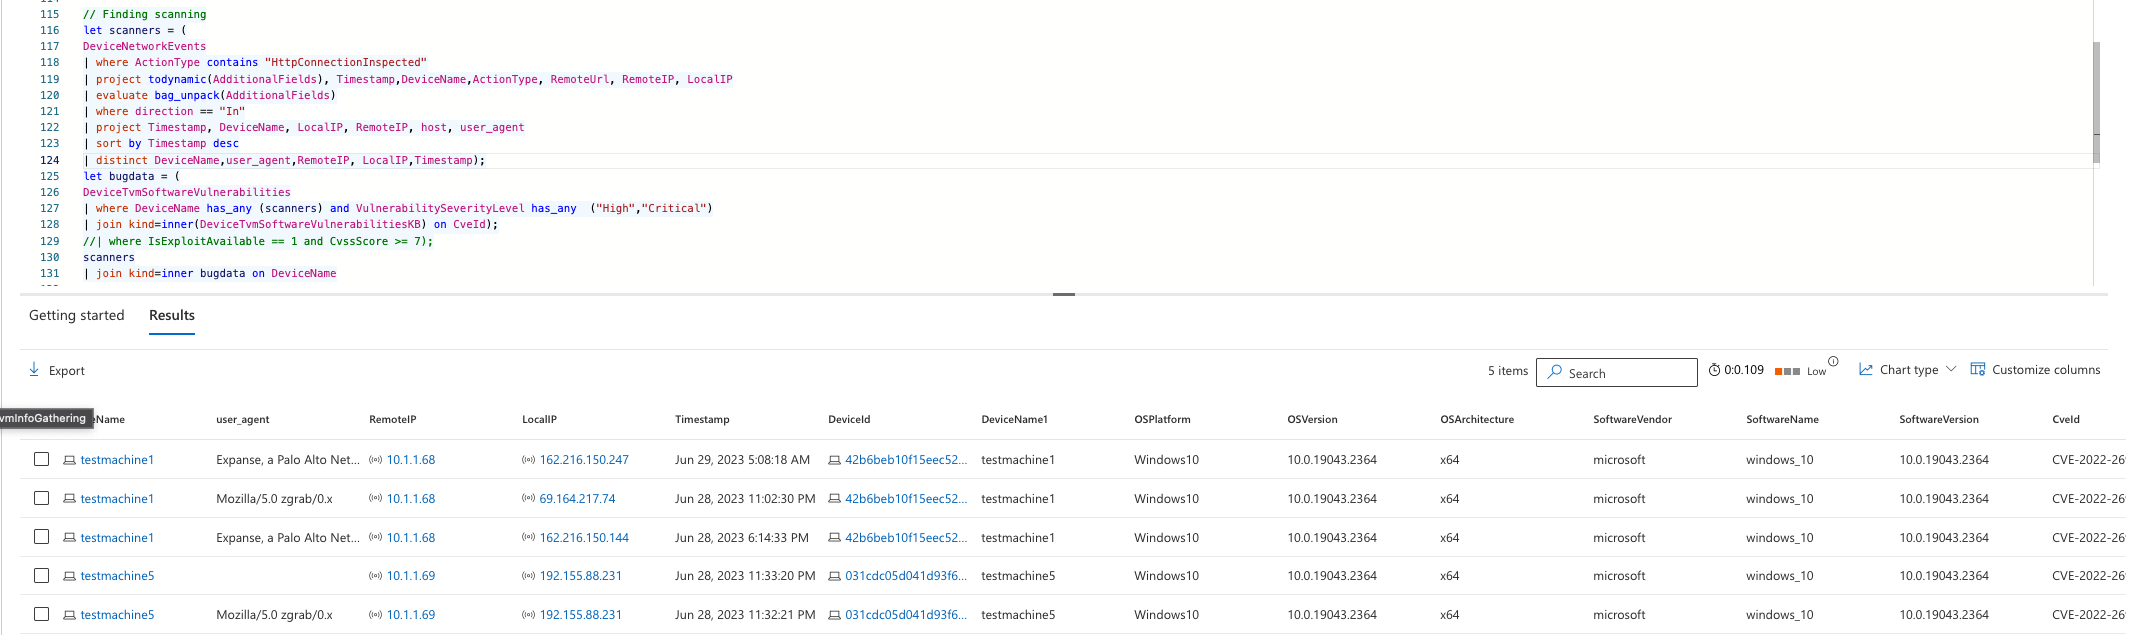 115 // Finding scanning
116 let scanners = (
117 DeviceNetworkEvents
118 | where ActionType contains "HttpConnectionInspected"
119 | project todynamic(AdditionalFields), Timestamp,DeviceName,ActionType, RemoteUrl, RemoteIP, LocalIP
120 | evaluate bag_unpack(AdditionalFields)
121 | where direction == "In"
122 | project Timestamp, DeviceName, LocalIP, RemoteIP, host, user_agent
123 | sort by Timestamp desc
124 | distinct DeviceName,user_agent,RemoteIP, LocalIP,Timestamp);
125 let bugdata = (
126 DeviceTvmSoftwareVulnerabilities
127 | where DeviceName has_any (scanners) and VulnerabilitySeverityLevel has_any ("High","Critical")
128 | join kind=inner(DeviceTvmSoftwareVulnerabilitiesKB) on CveId);
129 //| where IsExploitAvailable == 1 and CvssScore >= 7);
130 scanners
131 | join kind=inner bugdata on DeviceName
Getting started Results
Export 5 items Search 0:0.109 Low Chart type Customize columns
vmInfoGathering eName user_agent RemoteIP LocalIP Timestamp DeviceId DeviceName1 OSPlatform OSVersion OSArchitecture SoftwareVendor SoftwareName SoftwareVersion CveId
testmachine1 Expanse, a Palo Alto Net... 10.1.1.68 162.216.150.247 Jun 29, 2023 5:08:18 AM 42b6beb10f15eec52... testmachine1 Windows10 10.0.19043.2364 x64 microsoft windows_10 10.0.19043.2364 CVE-2022-26
testmachine1 Mozilla/5.0 zgrab/0.x 10.1.1.68 69.164.217.74 Jun 28, 2023 11:02:30 PM 42b6beb10f15eec52... testmachine1 Windows10 10.0.19043.2364 x64 microsoft windows_10 10.0.19043.2364 CVE-2022-26
testmachine1 Expanse, a Palo Alto Net... 10.1.1.68 162.216.150.144 Jun 28, 2023 6:14:33 PM 42b6beb10f15eec52... testmachine1 Windows10 10.0.19043.2364 x64 microsoft windows_10 10.0.19043.2364 CVE-2022-26
testmachine5 10.1.1.69 192.155.88.231 Jun 28, 2023 11:33:20 PM 031cdc05d041d93f6... testmachine5 Windows10 10.0.19043.2364 x64 microsoft windows_10 10.0.19043.2364 CVE-2022-26
testmachine5 Mozilla/5.0 zgrab/0.x 10.1.1.69 192.155.88.231 Jun 28, 2023 11:32:21 PM 031cdc05d041d93f6... testmachine5 Windows10 10.0.19043.2364 x64 microsoft windows_10 10.0.19043.2364 CVE-2022-26